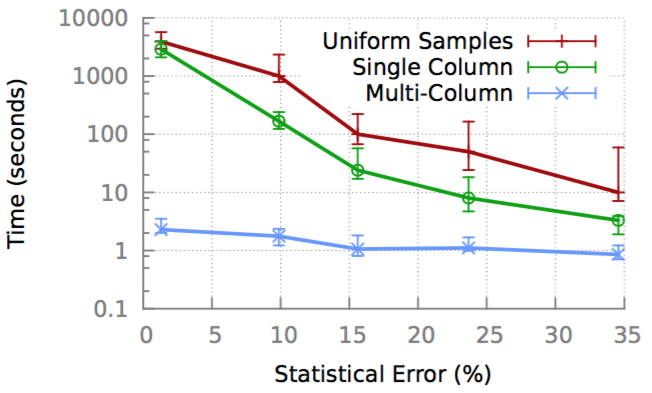 10000
1000
100
10
1
0.1
Time (seconds)
Uniform Samples
Single Column
Multi-Column
0 5 10 15 20 25 30 35
Statistical Error (%)